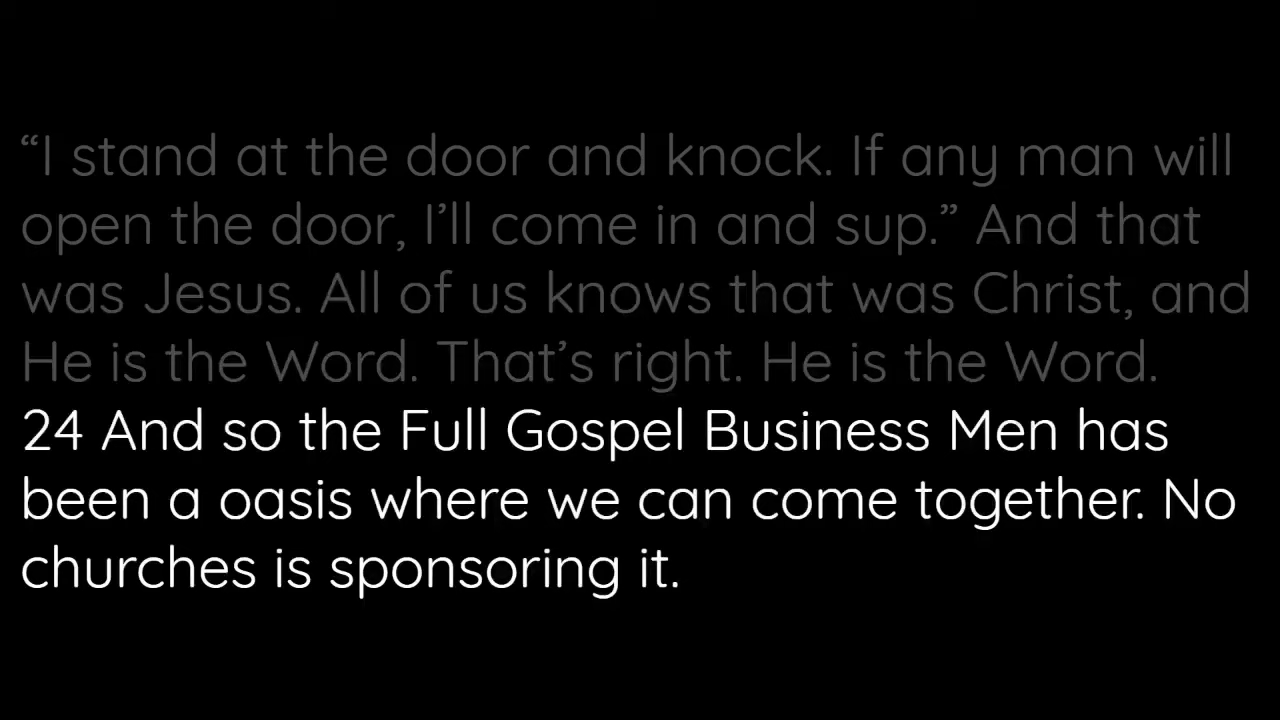 “I stand at the door and knock. If any man will
open the door, I’ll come in and sup.” And that
was Jesus. All of us knows that was Christ, and
He is the Word. That’s right. He is the Word.
24 And so the Full Gospel Business Men has
been a oasis where we can come together. No
churches is sponsoring it.